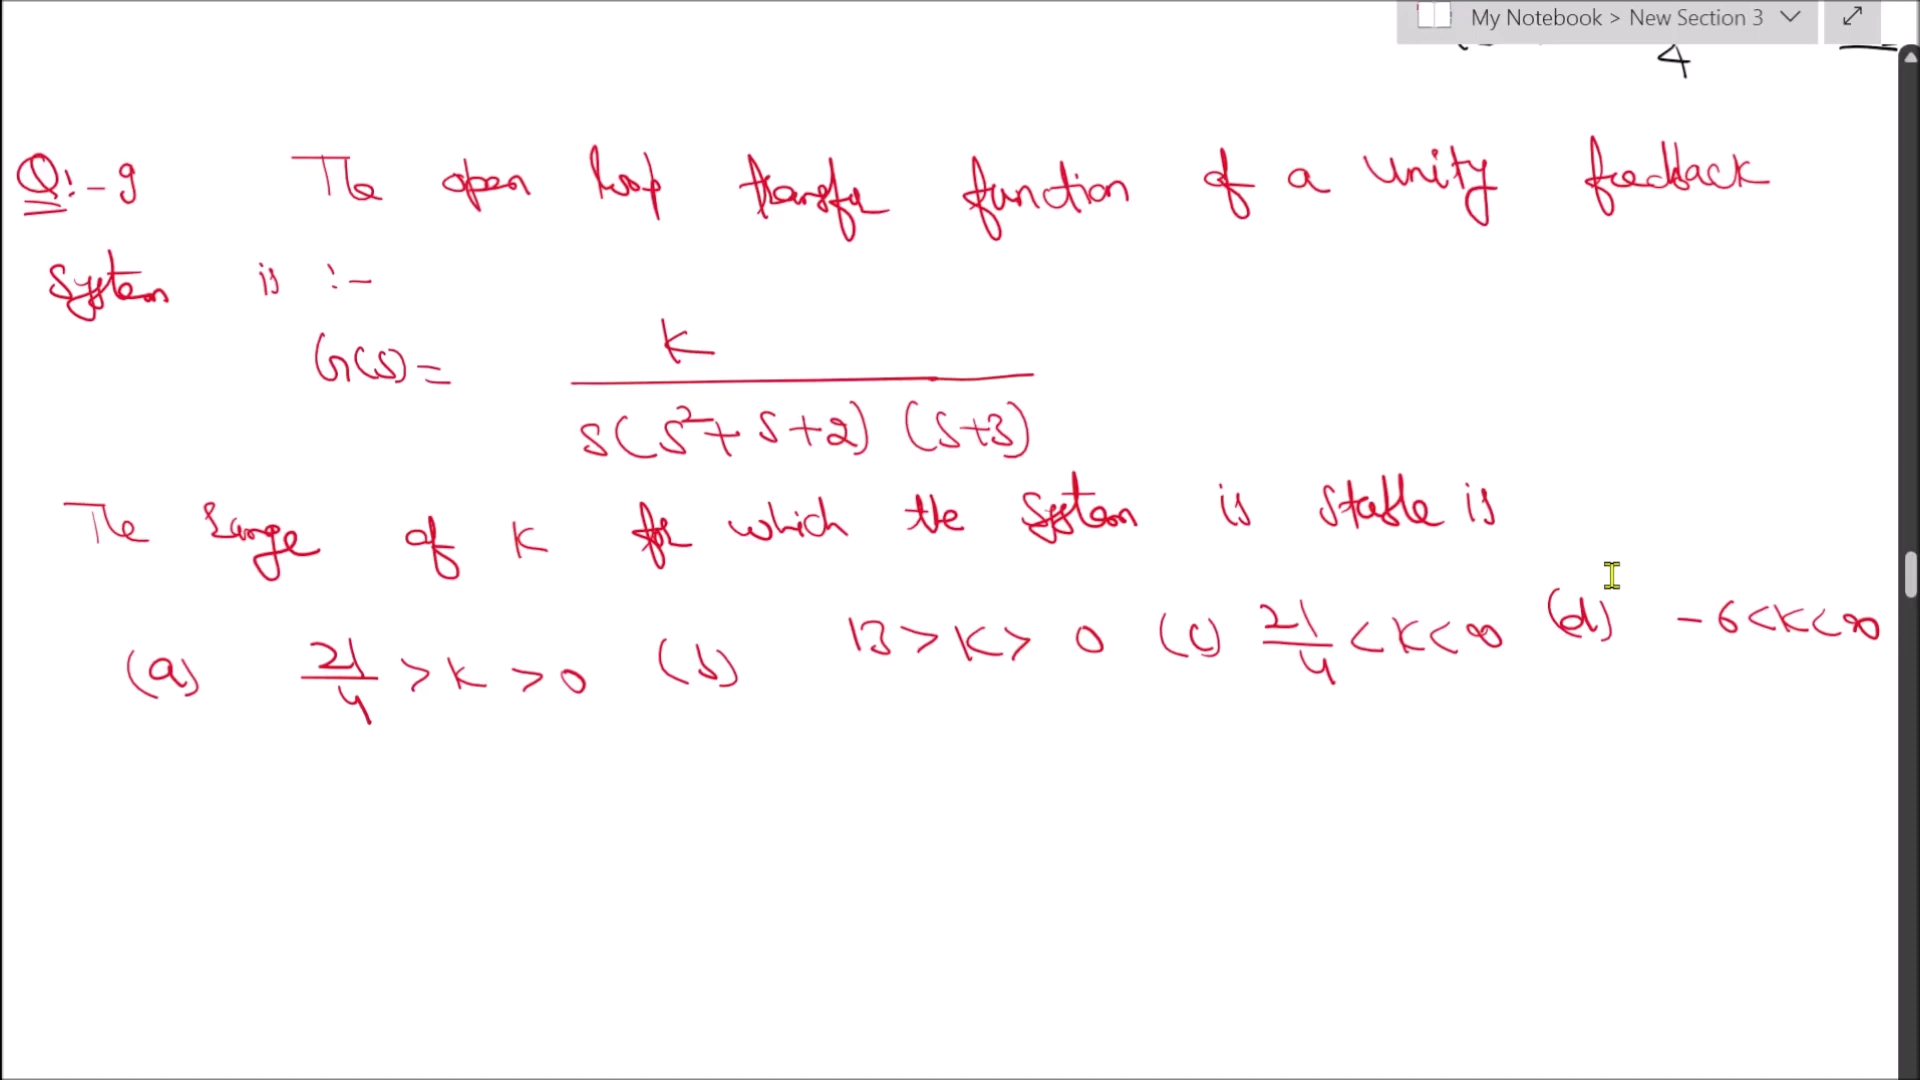 My Notebook > New Section 3
4
Q:- 9 The open loop transfer function of a unity feedback
System is :-
G(s) = K / s(s²+s+2) (s+3)
The range of K for which the system is stable is
(a) 21/4 > K > 0 (b) 13 > K > 0 (c) 21/4 < K < ∞ (d) -6 < K < ∞